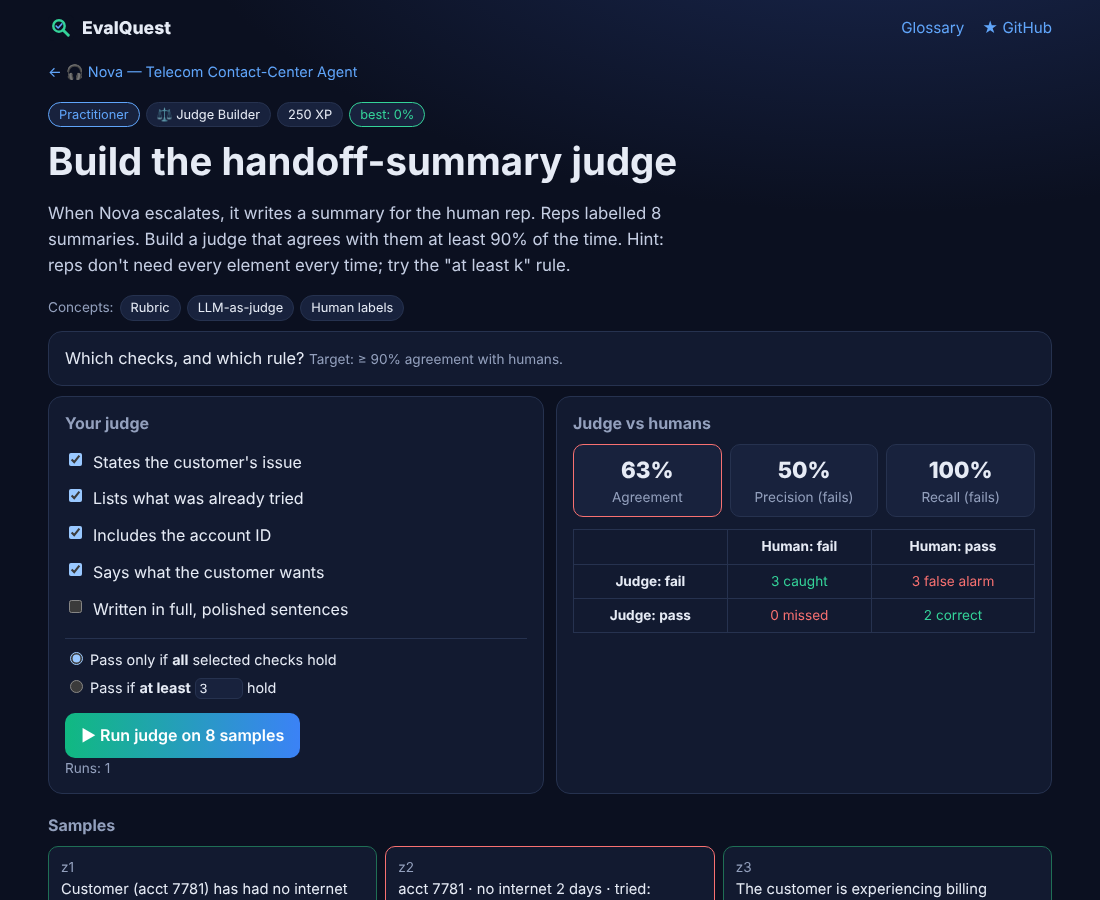 EvalQuest
Glossary ★ GitHub
← 🎧 Nova — Telecom Contact-Center Agent
Practitioner ⚖️ Judge Builder 250 XP best: 0%
Build the handoff-summary judge
When Nova escalates, it writes a summary for the human rep. Reps labelled 8
summaries. Build a judge that agrees with them at least 90% of the time. Hint:
reps don't need every element every time; try the "at least k" rule.
Concepts: Rubric LLM-as-judge Human labels
Which checks, and which rule? Target: ≥ 90% agreement with humans.
Your judge
States the customer's issue
Lists what was already tried
Includes the account ID
Says what the customer wants
Written in full, polished sentences
Pass only if all selected checks hold
Pass if at least 3 hold
▶ Run judge on 8 samples
Runs: 1
Judge vs humans
63% 50% 100%
Agreement Precision (fails) Recall (fails)
Human: fail Human: pass
Judge: fail 3 caught 3 false alarm
Judge: pass 0 missed 2 correct
Samples
z1
Customer (acct 7781) has had no internet
z2
acct 7781 · no internet 2 days · tried:
z3
The customer is experiencing billing